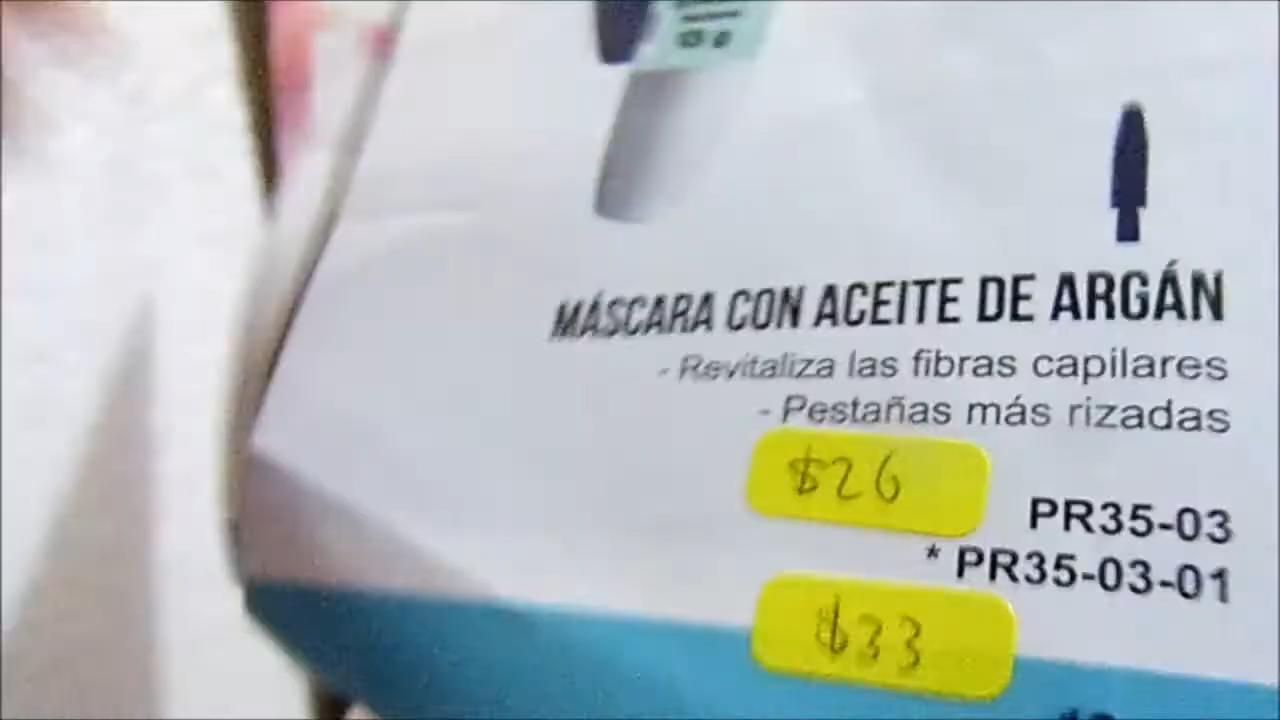 MÁSCARA CON ACEITE DE ARGÁN
- Revitaliza las fibras capilares
- Pestañas más rizadas
$26
PR35-03
* PR35-03-01
$33